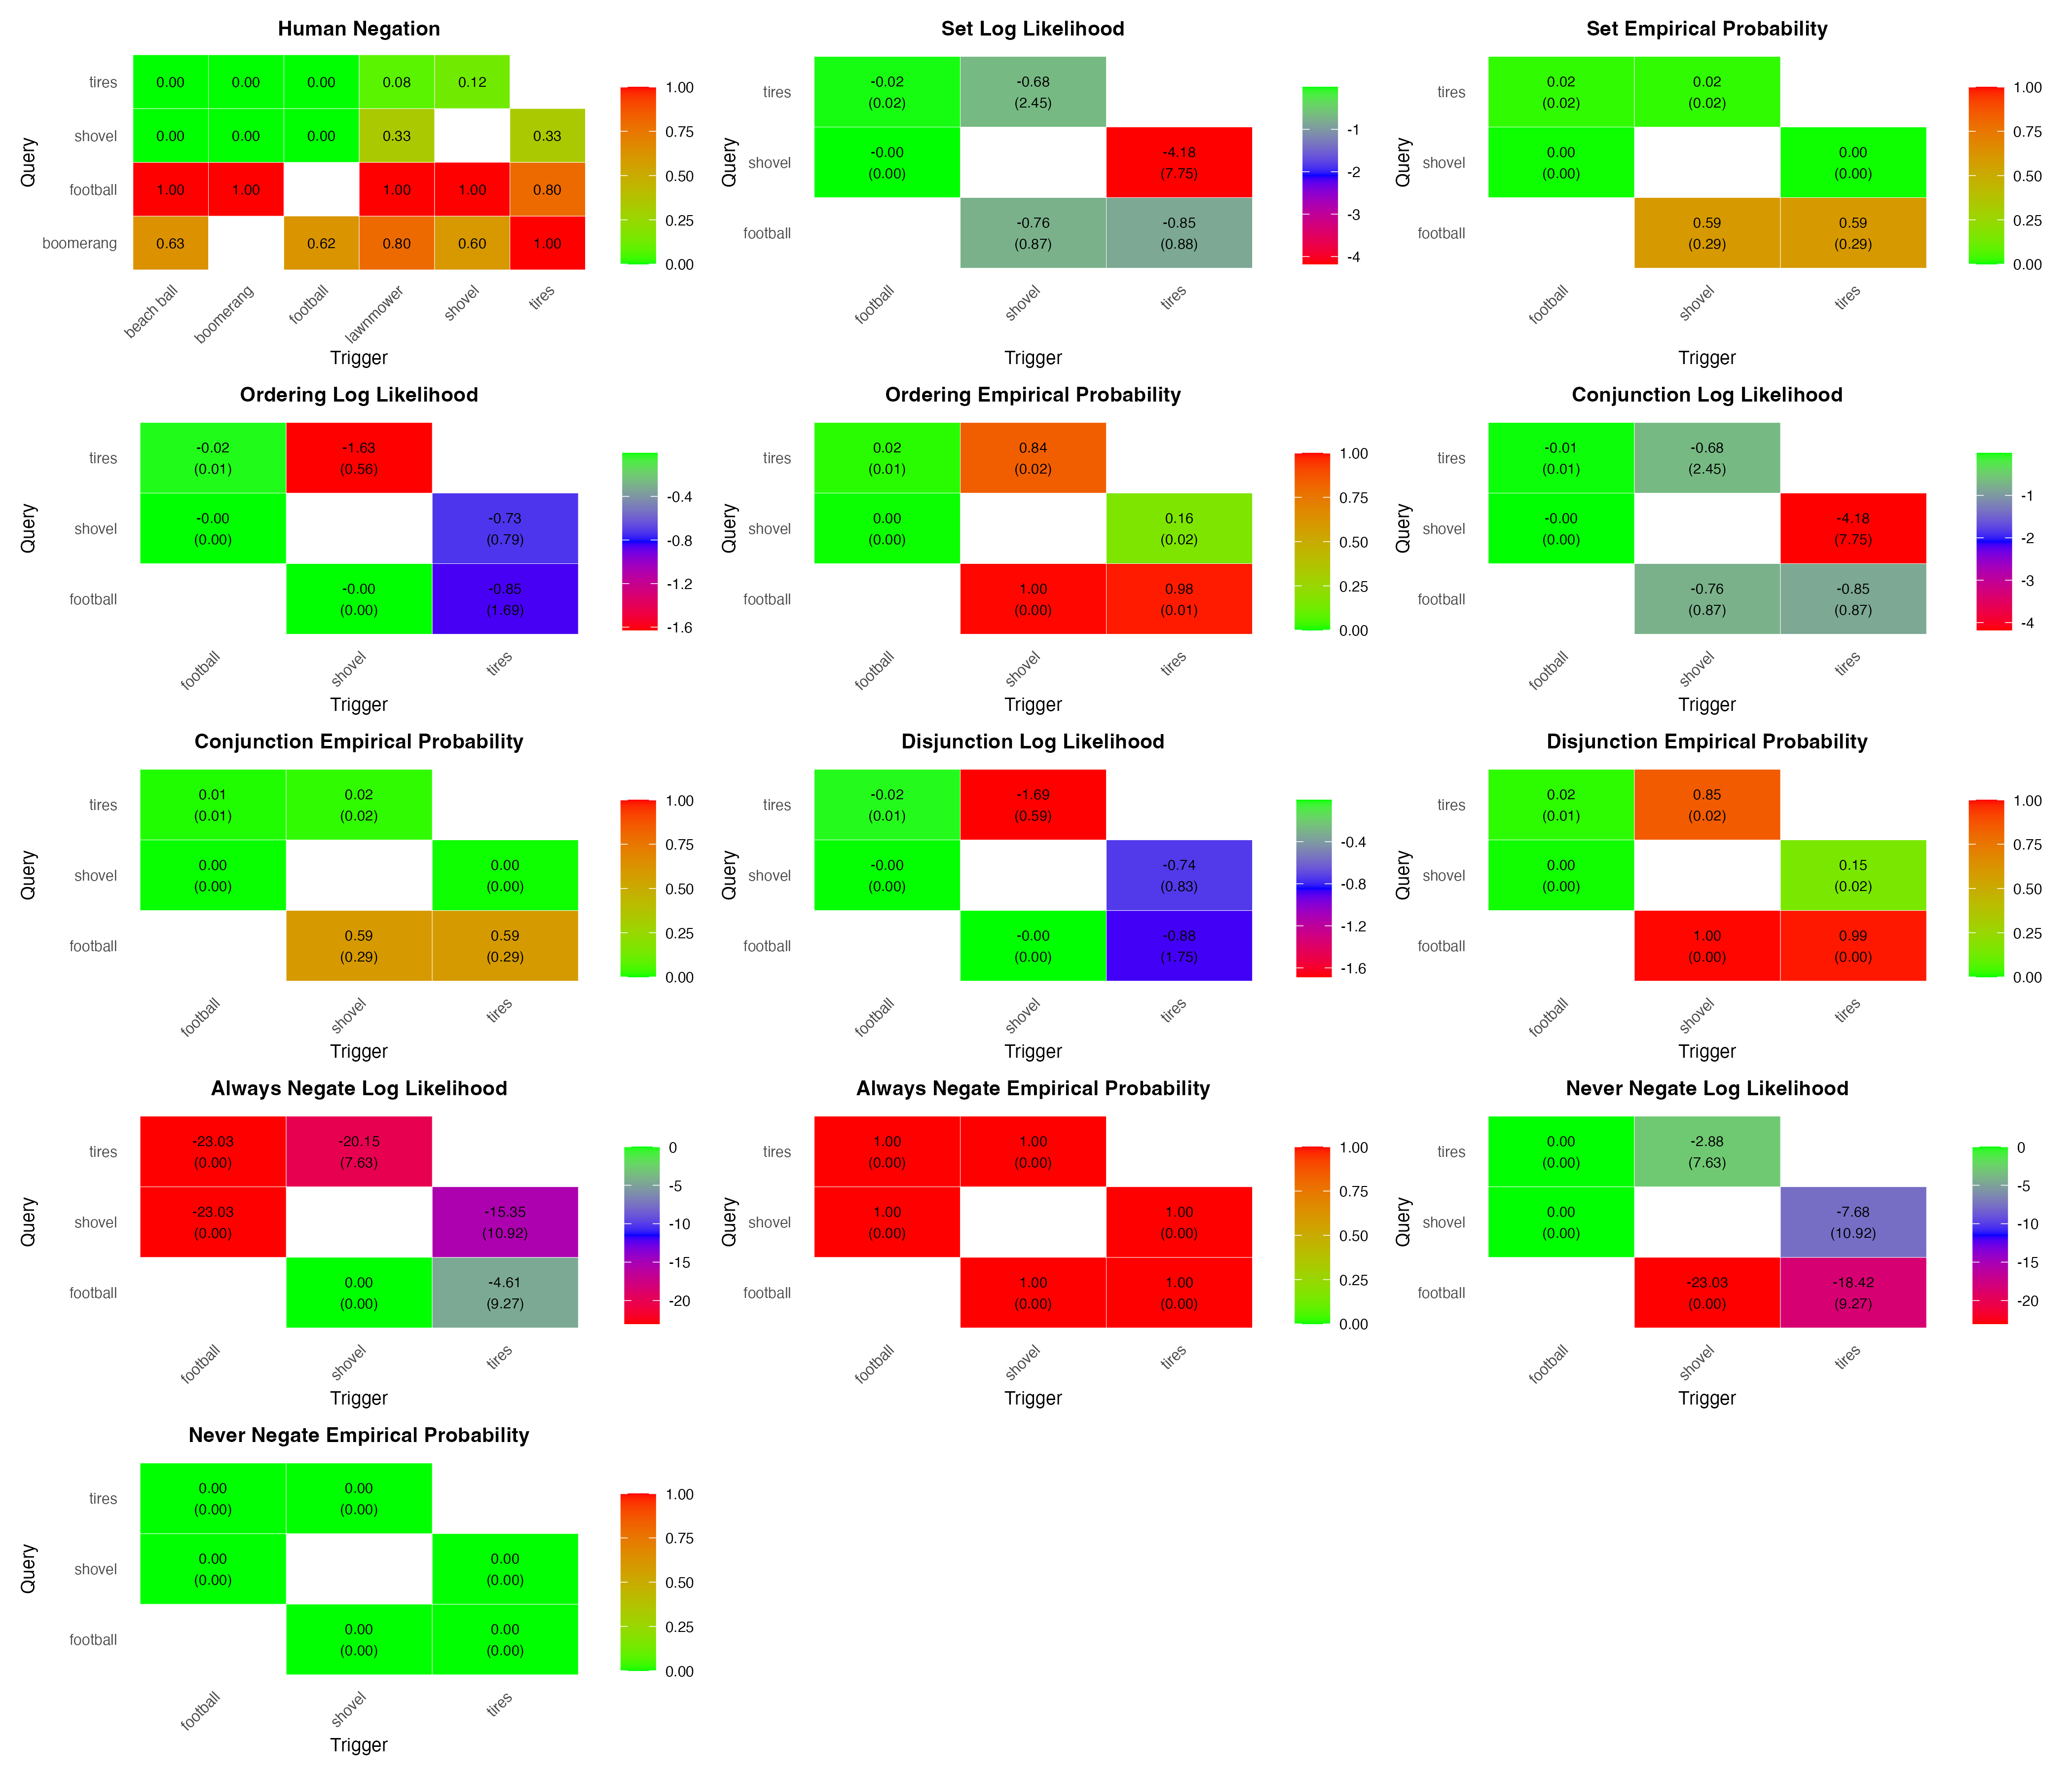 Human Negation
Query
tires
shovel
football
boomerang
0.00 0.00 0.00 0.08 0.12
0.00 0.00 0.00 0.33 0.33
1.00 1.00 1.00 1.00 0.80
0.63 0.62 0.80 0.60 1.00
beach ball
boomerang
football
lawnmower
shovel
tires
Trigger
1.00
0.75
0.50
0.25
0.00
Set Log Likelihood
Query
tires
shovel
football
-0.02 -0.68
(0.02) (2.45)
-0.00 -4.18
(0.00) (7.75)
-0.76 -0.85
(0.87) (0.88)
football
shovel
tires
Trigger
-1
-2
-3
-4
Set Empirical Probability
Query
tires
shovel
football
0.02 0.02
(0.02) (0.02)
0.00 0.00
(0.00) (0.00)
0.59 0.59
(0.29) (0.29)
football
shovel
tires
Trigger
1.00
0.75
0.50
0.25
0.00
Ordering Log Likelihood
Query
tires
shovel
football
-0.02 -1.63
(0.01) (0.56)
-0.00 -0.73
(0.00) (0.79)
-0.00 -0.85
(0.00) (1.69)
football
shovel
tires
Trigger
-0.4
-0.8
-1.2
-1.6
Ordering Empirical Probability
Query
tires
shovel
football
0.02 0.84
(0.01) (0.02)
0.00 0.16
(0.00) (0.02)
1.00 0.98
(0.00) (0.01)
football
shovel
tires
Trigger
1.00
0.75
0.50
0.25
0.00
Conjunction Log Likelihood
Query
tires
shovel
football
-0.01 -0.68
(0.01) (2.45)
-0.00 -4.18
(0.00) (7.75)
-0.76 -0.85
(0.87) (0.87)
football
shovel
tires
Trigger
-1
-2
-3
-4
Conjunction Empirical Probability
Query
tires
shovel
football
0.01 0.02
(0.01) (0.02)
0.00 0.00
(0.00) (0.00)
0.59 0.59
(0.29) (0.29)
football
shovel
tires
Trigger
1.00
0.75
0.50
0.25
0.00
Disjunction Log Likelihood
Query
tires
shovel
football
-0.02 -1.69
(0.01) (0.59)
-0.00 -0.74
(0.00) (0.83)
-0.00 -0.88
(0.00) (1.75)
football
shovel
tires
Trigger
-0.4
-0.8
-1.2
-1.6
Disjunction Empirical Probability
Query
tires
shovel
football
0.02 0.85
(0.01) (0.02)
0.00 0.15
(0.00) (0.02)
1.00 0.99
(0.00) (0.00)
football
shovel
tires
Trigger
1.00
0.75
0.50
0.25
0.00
Always Negate Log Likelihood
Query
tires
shovel
football
-23.03 -20.15
(0.00) (7.63)
-23.03 -15.35
(0.00) (10.92)
0.00 -4.61
(0.00) (9.27)
football
shovel
tires
Trigger
0
-5
-10
-15
-20
Always Negate Empirical Probability
Query
tires
shovel
football
1.00 1.00
(0.00) (0.00)
1.00 1.00
(0.00) (0.00)
1.00 1.00
(0.00) (0.00)
football
shovel
tires
Trigger
1.00
0.75
0.50
0.25
0.00
Never Negate Log Likelihood
Query
tires
shovel
football
0.00 -2.88
(0.00) (7.63)
0.00 -7.68
(0.00) (10.92)
-23.03 -18.42
(0.00) (9.27)
football
shovel
tires
Trigger
0
-5
-10
-15
-20
Never Negate Empirical Probability
Query
tires
shovel
football
0.00 0.00
(0.00) (0.00)
0.00 0.00
(0.00) (0.00)
0.00 0.00
(0.00) (0.00)
football
shovel
tires
Trigger
1.00
0.75
0.50
0.25
0.00